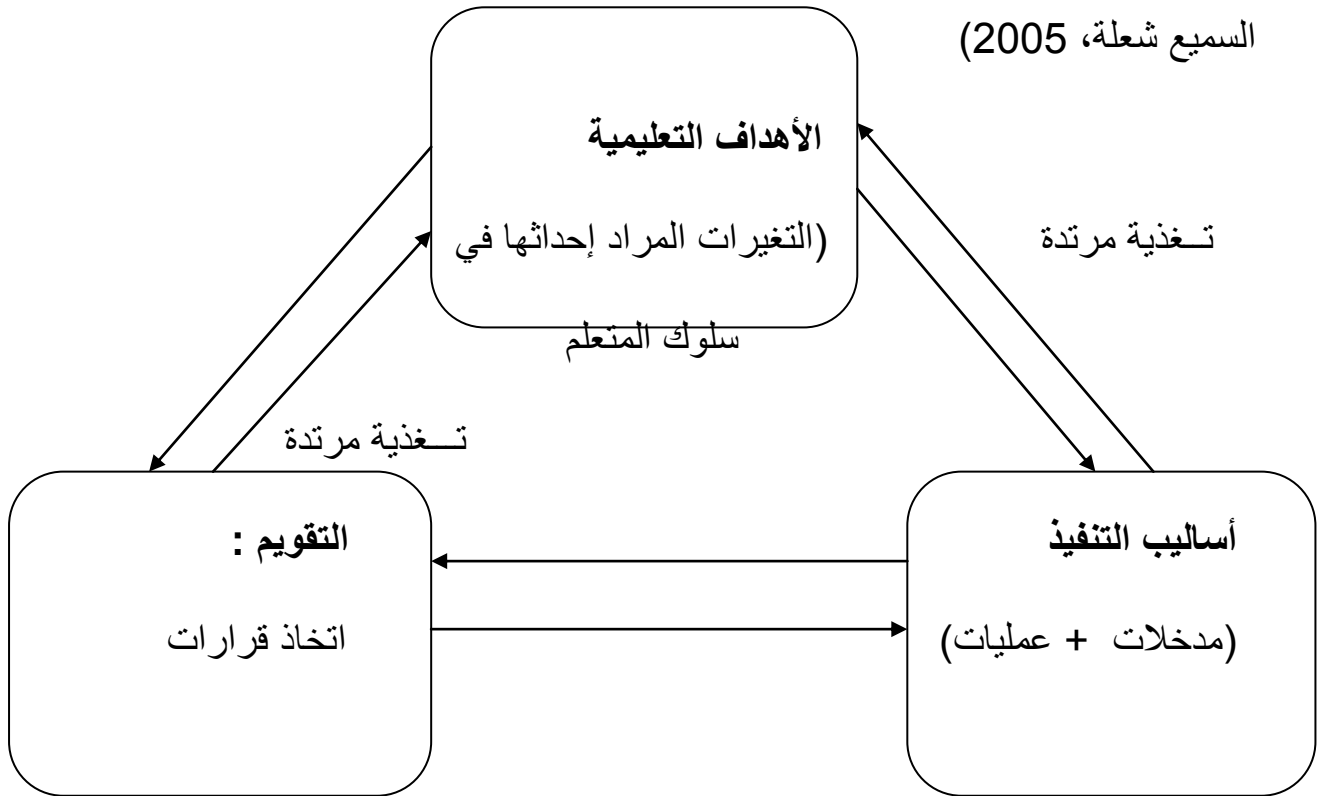 السميع شعلة، 2005)
الأهداف التعليمية
(التغيرات المراد إحداثها في
سلوك المتعلم
تــغذية مرتدة
تـــغذية مرتدة
أساليب التنفيذ
(مدخلات + عمليات)
التقويم :
اتخاذ قرارات